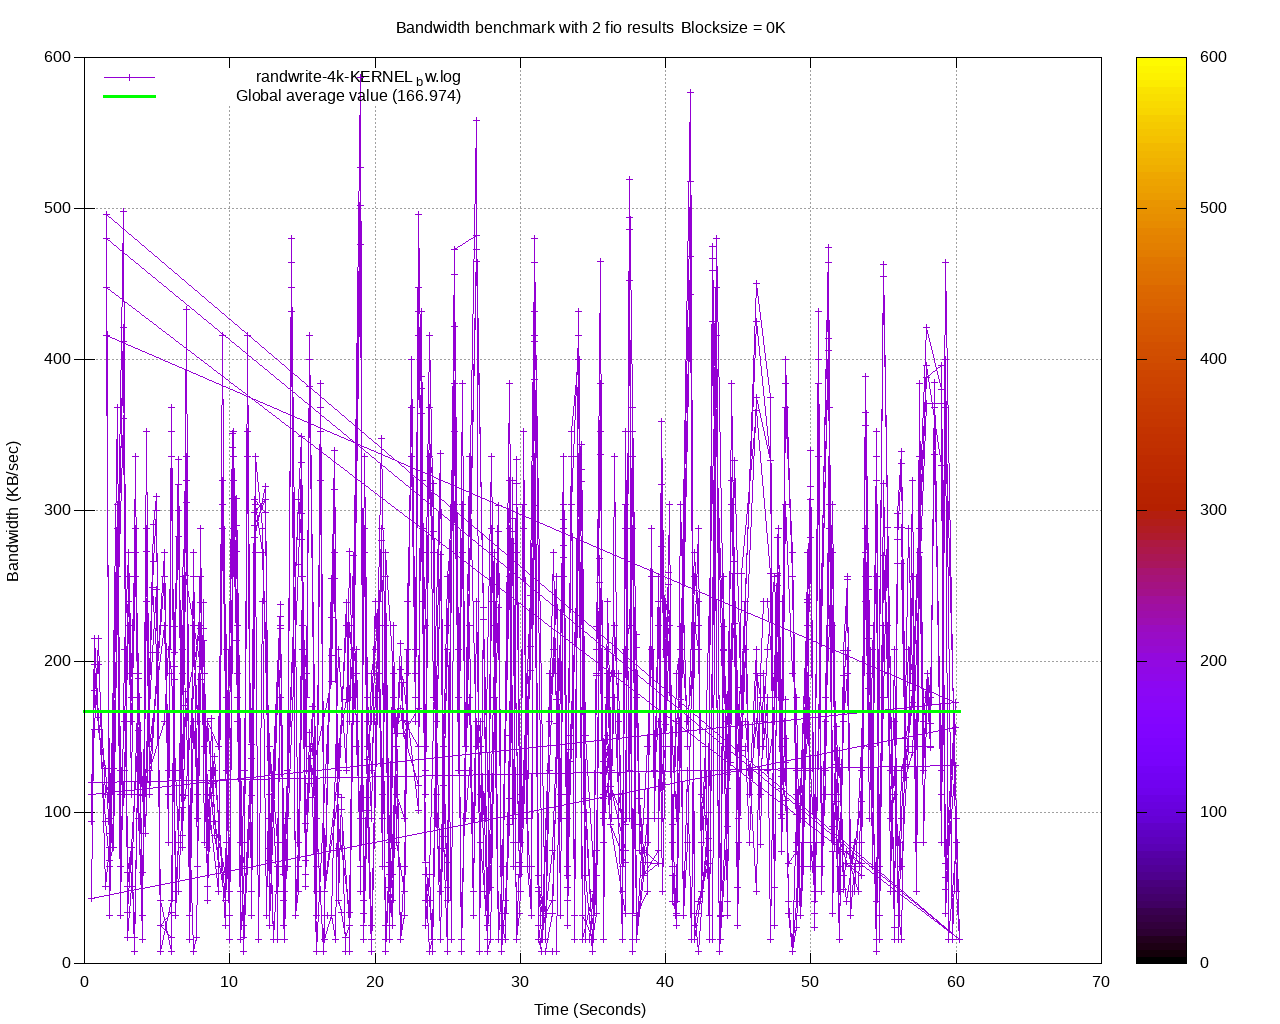 Bandwidth benchmark with 2 fio results Blocksize = 0K
randwrite-4k-KERNEL_bw.log
Global average value (166.974)
Bandwidth (KB/sec)
600
500
400
300
200
100
0
0 10 20 30 40 50 60 70
Time (Seconds)
600
500
400
300
200
100
0